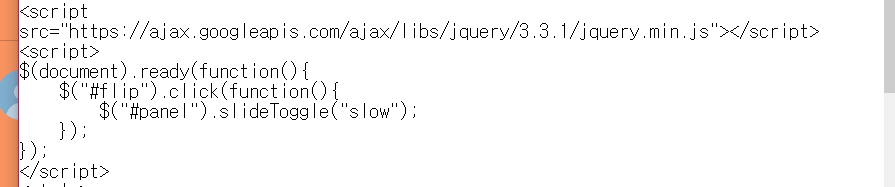 <script
src="https://ajax.googleapis.com/ajax/libs/jquery/3.3.1/jquery.min.js"></script>
<script>
$(document).ready(function(){
    $("#flip").click(function(){
        $("#panel").slideToggle("slow");
    });
});
</script>